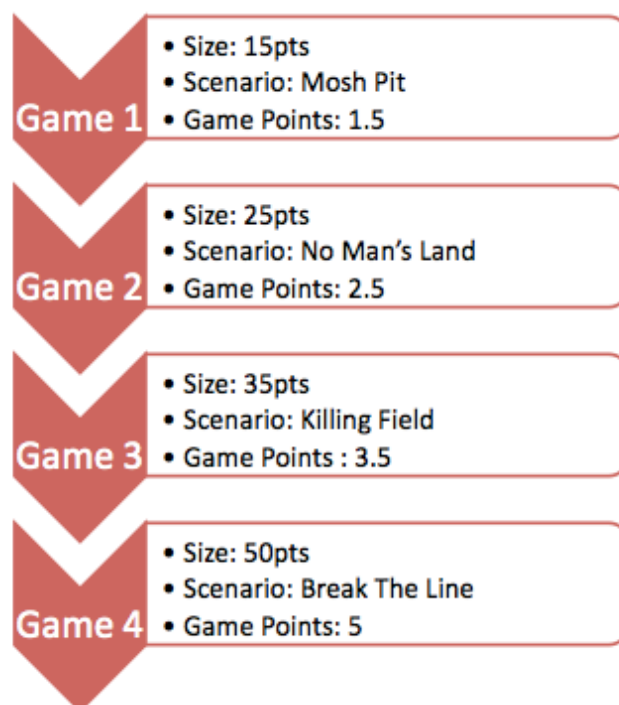 Game 1
• Size: 15pts
• Scenario: Mosh Pit
• Game Points: 1.5
Game 2
• Size: 25pts
• Scenario: No Man’s Land
• Game Points: 2.5
Game 3
• Size: 35pts
• Scenario: Killing Field
• Game Points : 3.5
Game 4
• Size: 50pts
• Scenario: Break The Line
• Game Points: 5